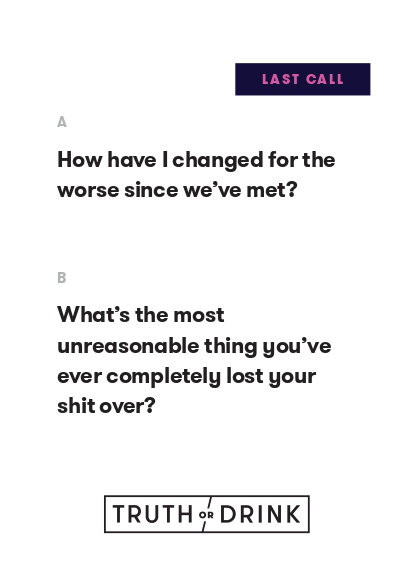 LAST CALL
A
How have I changed for the
worse since we’ve met?
B
What’s the most
unreasonable thing you’ve
ever completely lost your
shit over?
TRUTH OR DRINK